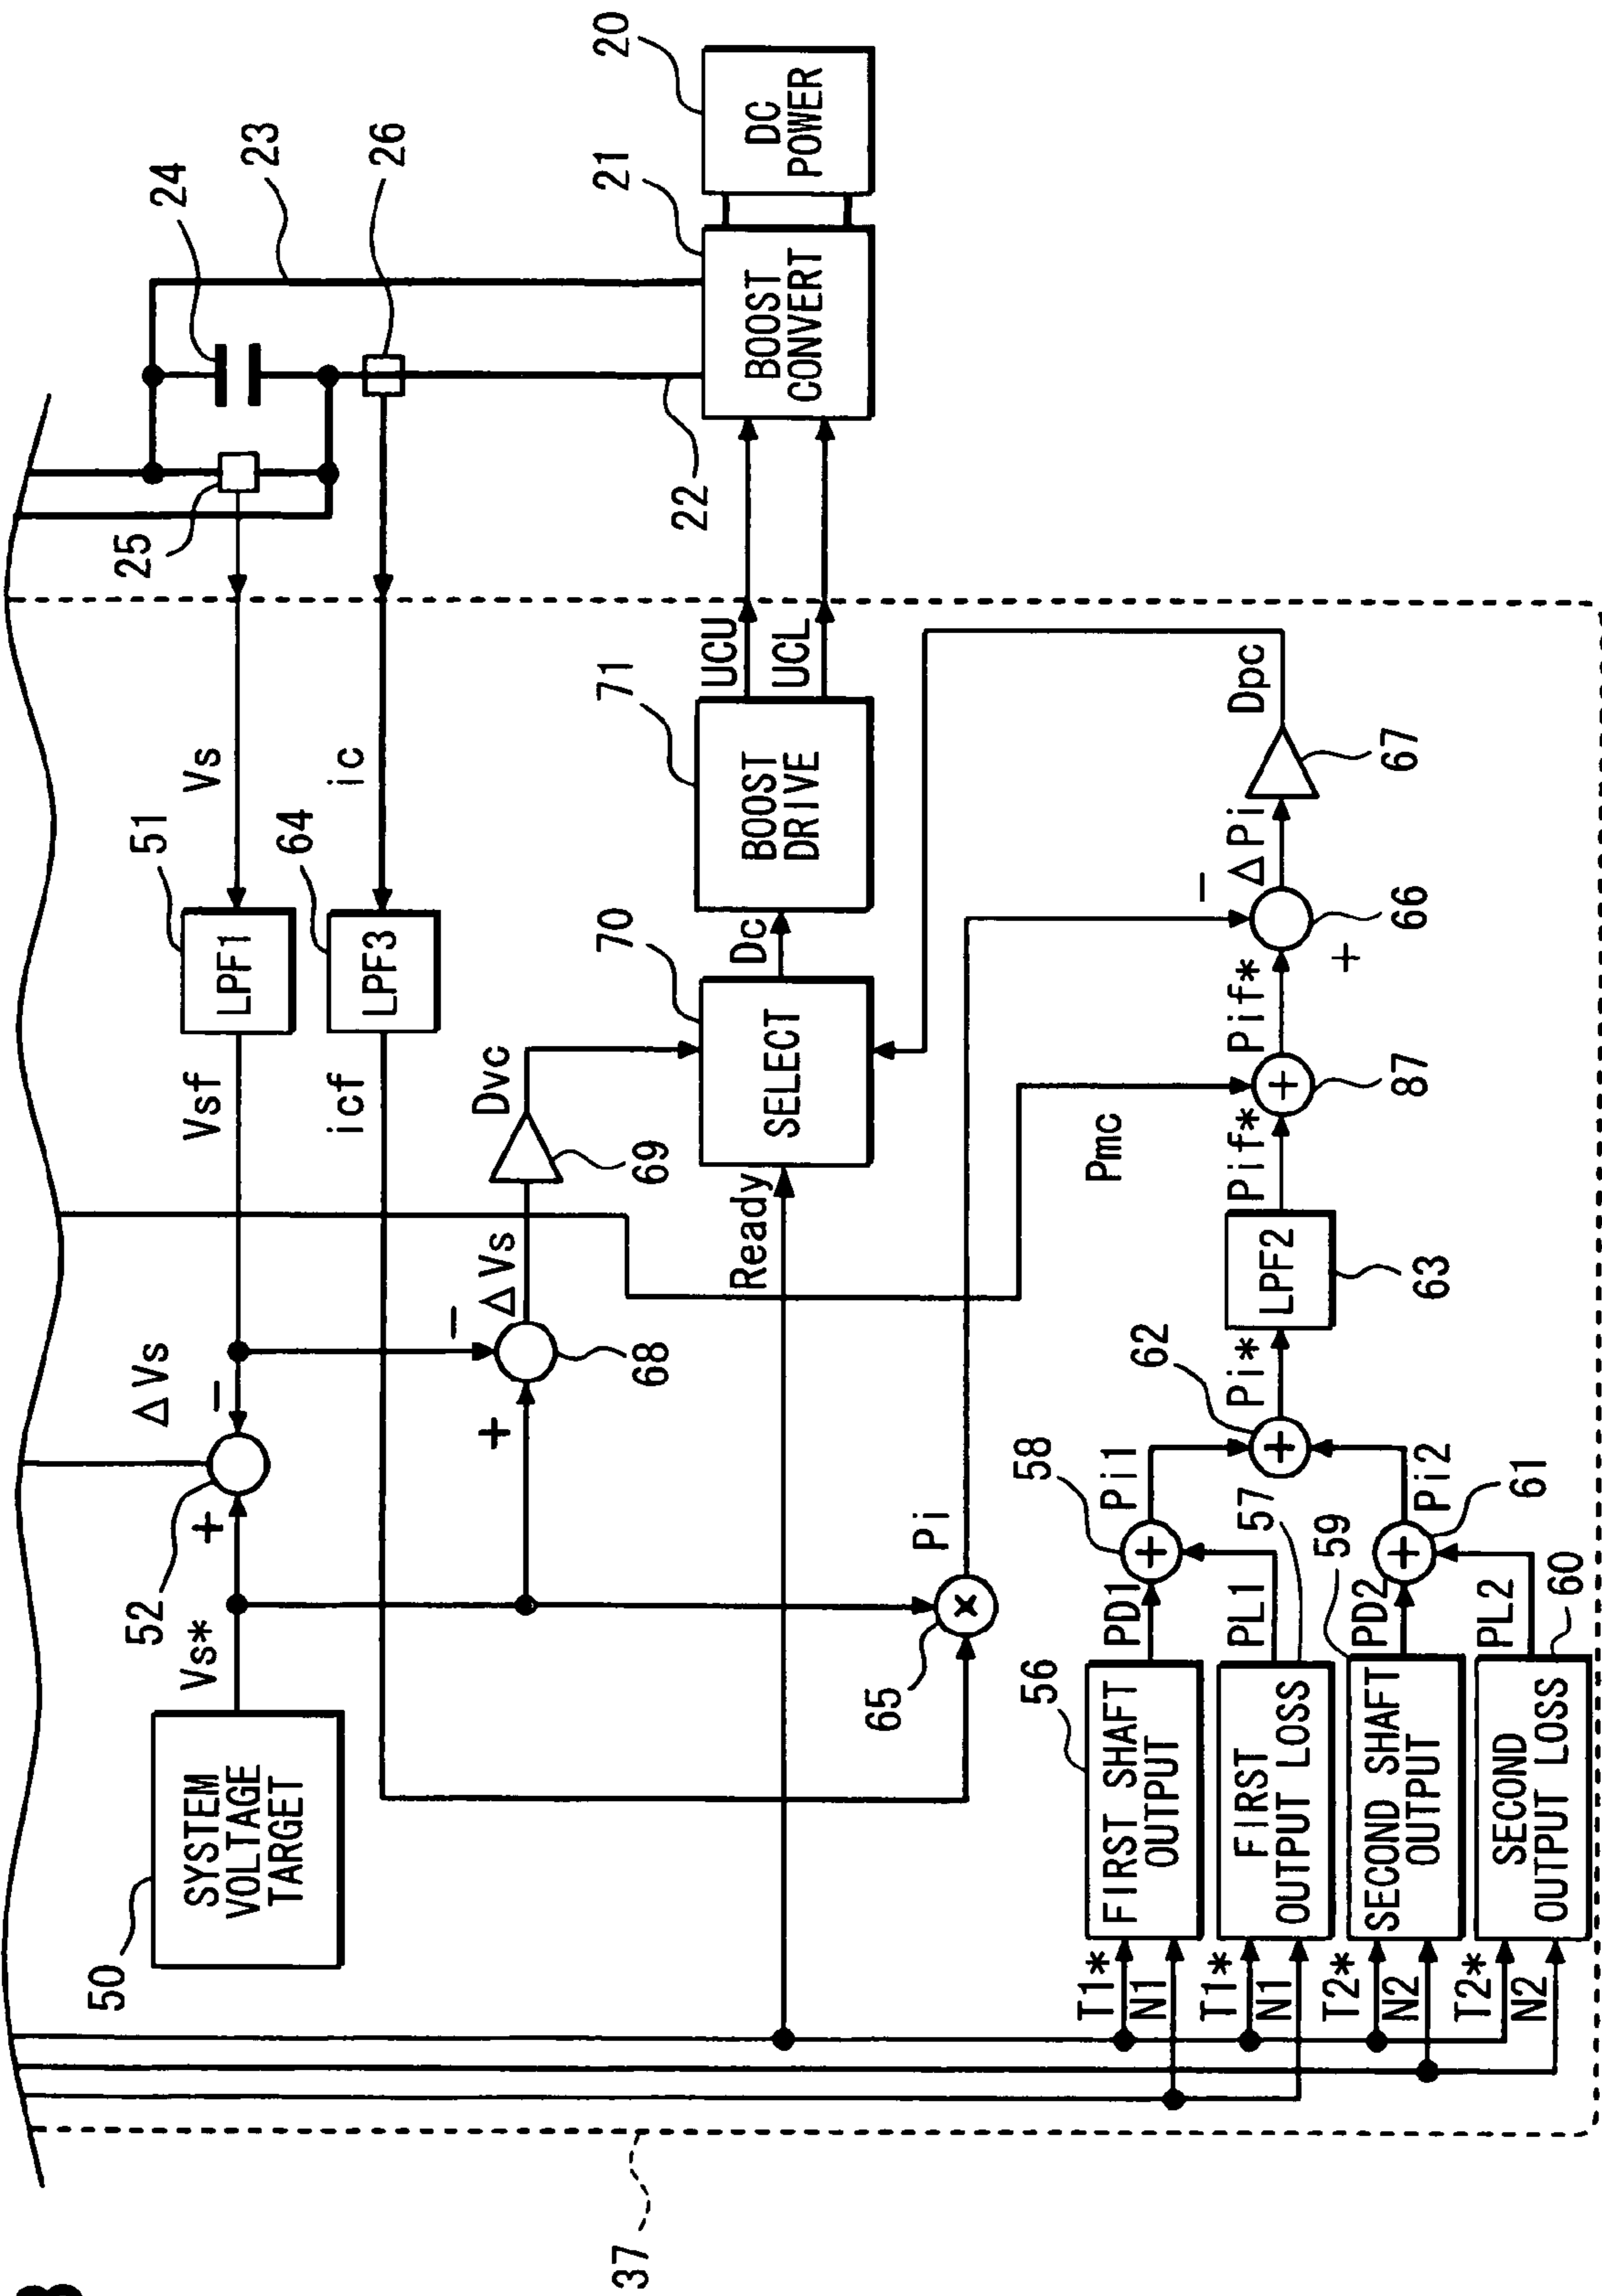 20
DC
POWER
21
BOOST
CONVERT
22
23
24
25
26
UCU
UCL
71
BOOST
DRIVE
Dc
70
SELECT
Ready
Vs
51
LPF1
Vsf
ic
64
LPF3
icf
Dvc
69
ΔVs
-
68
+
ΔVs
-
52
+
Vs*
50
SYSTEM
VOLTAGE
TARGET
Dpc
67
ΔPi
-
66
+
Pif*
87
+
Pmc
Pif*
LPF2
63
Pi*
62
+
Pi
65
×
58
+
Pi1
Pi2
61
+
PD1
PL1
57
59
PD2
PL2
60
56
FIRST SHAFT
OUTPUT
FIRST
OUTPUT LOSS
SECOND SHAFT
OUTPUT
SECOND
OUTPUT LOSS
T1*
N1
T1*
N1
T2*
N2
T2*
N2
37